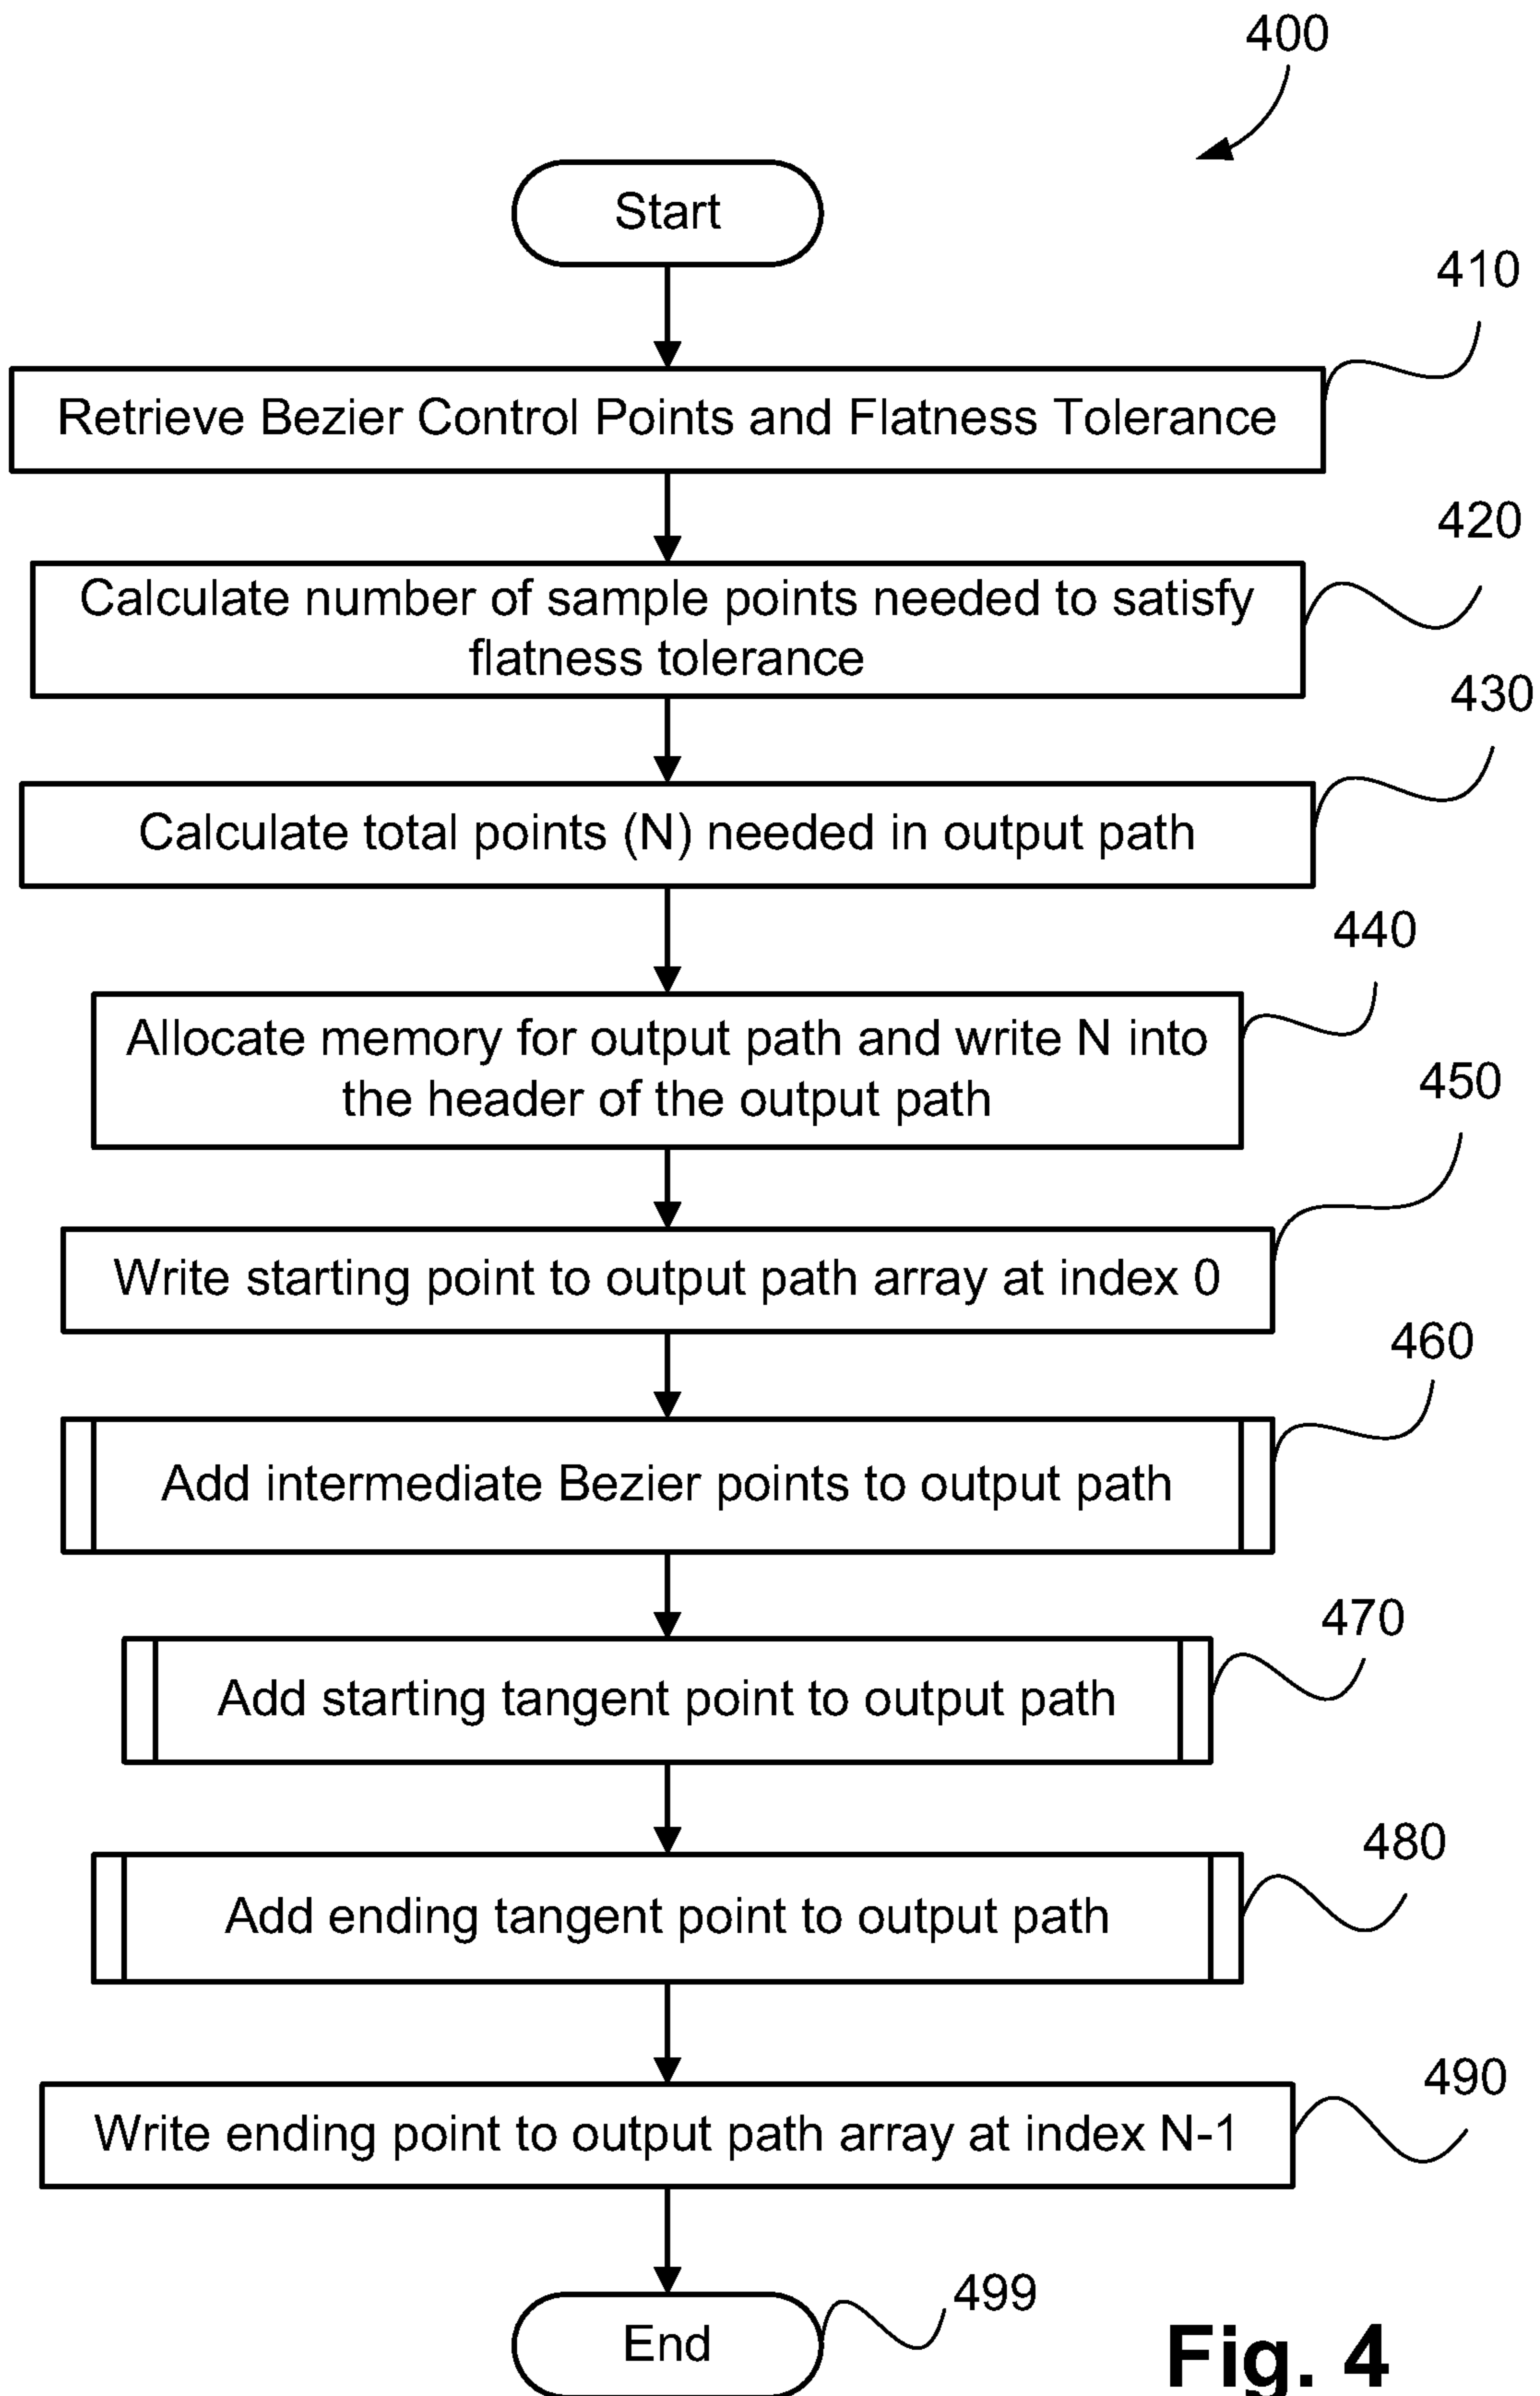 400
Start
410
Retrieve Bezier Control Points and Flatness Tolerance
420
Calculate number of sample points needed to satisfy
flatness tolerance
430
Calculate total points (N) needed in output path
440
Allocate memory for output path and write N into
the header of the output path
450
Write starting point to output path array at index 0
460
Add intermediate Bezier points to output path
470
Add starting tangent point to output path
480
Add ending tangent point to output path
490
Write ending point to output path array at index N-1
499
End
Fig. 4